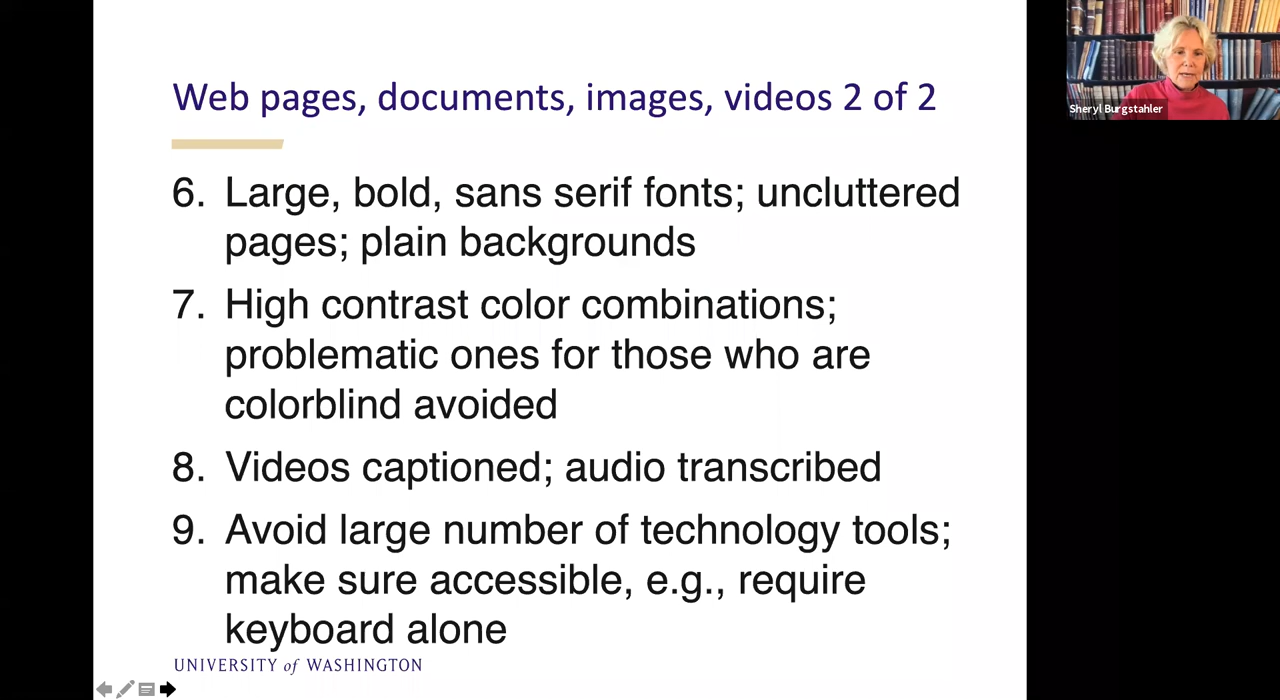 Web pages, documents, images, videos 2 of 2
6. Large, bold, sans serif fonts; uncluttered
pages; plain backgrounds
7. High contrast color combinations;
problematic ones for those who are
colorblind avoided
8. Videos captioned; audio transcribed
9. Avoid large number of technology tools;
make sure accessible, e.g., require
keyboard alone
UNIVERSITY of WASHINGTON
Sheryl Burgstahler